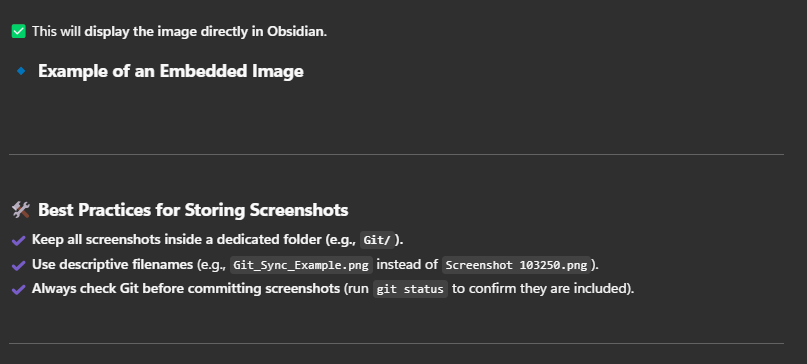 ✅ This will display the image directly in Obsidian.
🔹 Example of an Embedded Image
🛠 Best Practices for Storing Screenshots
✔ Keep all screenshots inside a dedicated folder (e.g., Git/).
✔ Use descriptive filenames (e.g., Git_Sync_Example.png instead of Screenshot 103250.png).
✔ Always check Git before committing screenshots (run git status to confirm they are included).